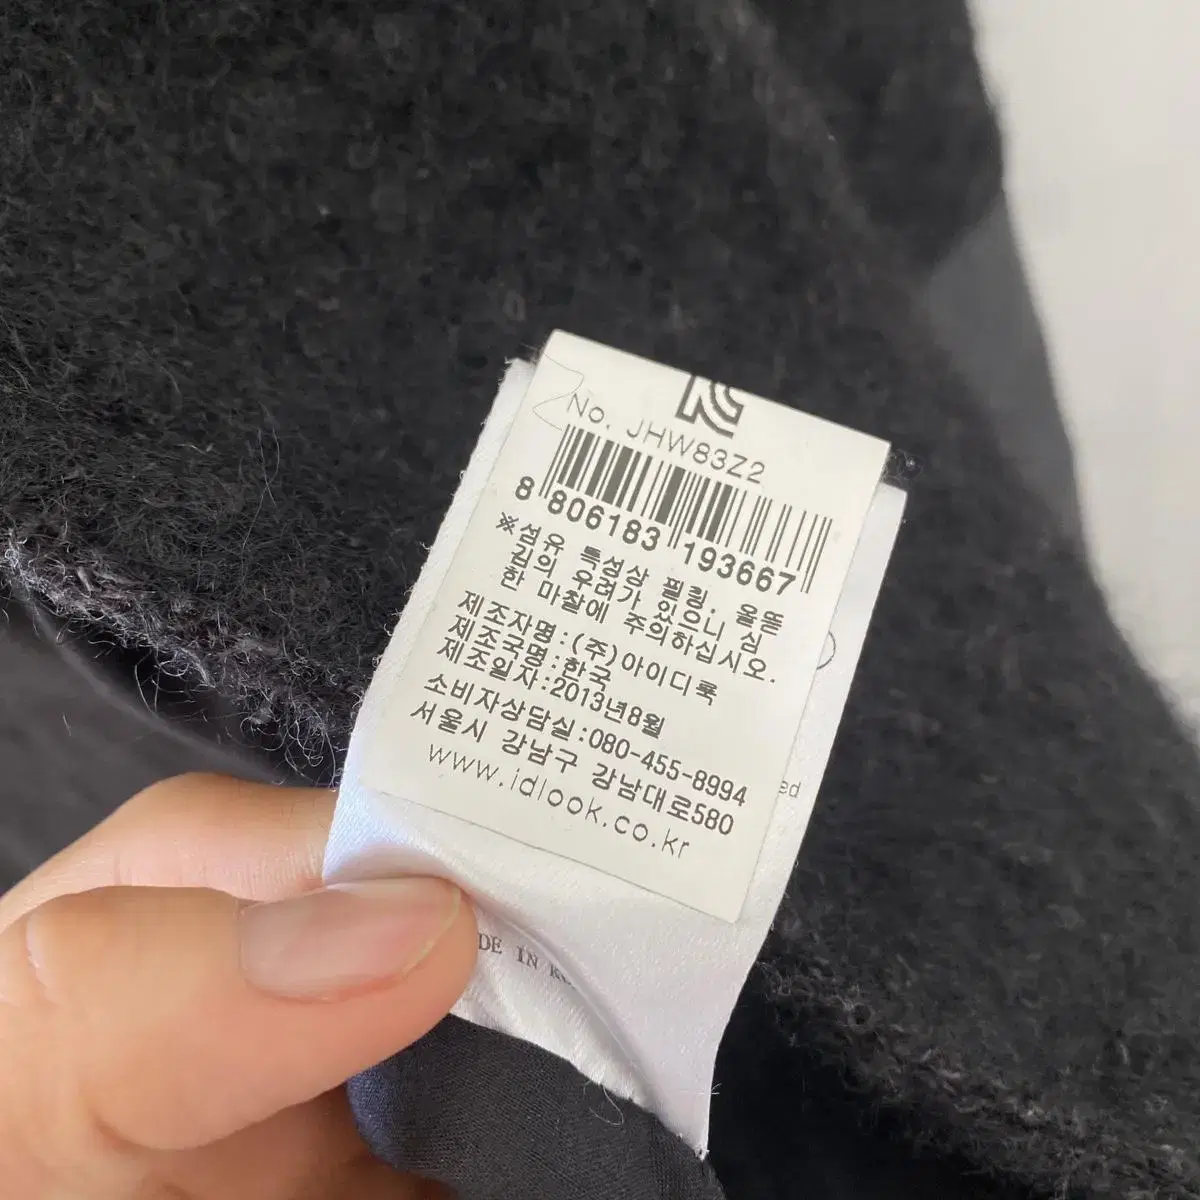 No. JHW83Z2
8 806183 193667
※섬유 특성상 필링, 올뜯
김의 우려가 있으니 심
한 마찰에 주의하십시오.
제조자명:(주)아이디룩
제조국명:한국
제조일자:2013년8월
소비자상담실:080-455-8994
서울시 강남구 강남대로580
www.idlook.co.kr
ed
DE IN